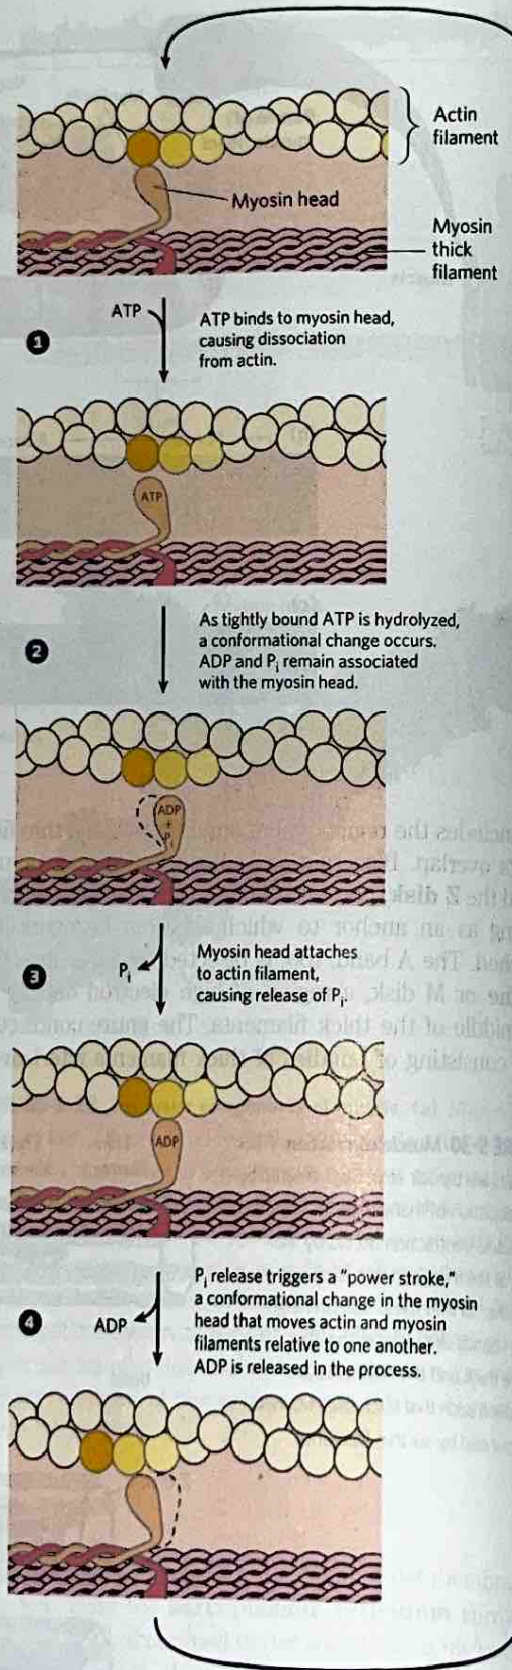 Actin
filament
Myosin head
Myosin
thick
filament
ATP
1
ATP binds to myosin head,
causing dissociation
from actin.
ATP
2
As tightly bound ATP is hydrolyzed,
a conformational change occurs.
ADP and Pi remain associated
with the myosin head.
ADP
+
Pi
3
Pi
Myosin head attaches
to actin filament,
causing release of Pi.
ADP
4
ADP
Pi release triggers a "power stroke,"
a conformational change in the myosin
head that moves actin and myosin
filaments relative to one another.
ADP is released in the process.